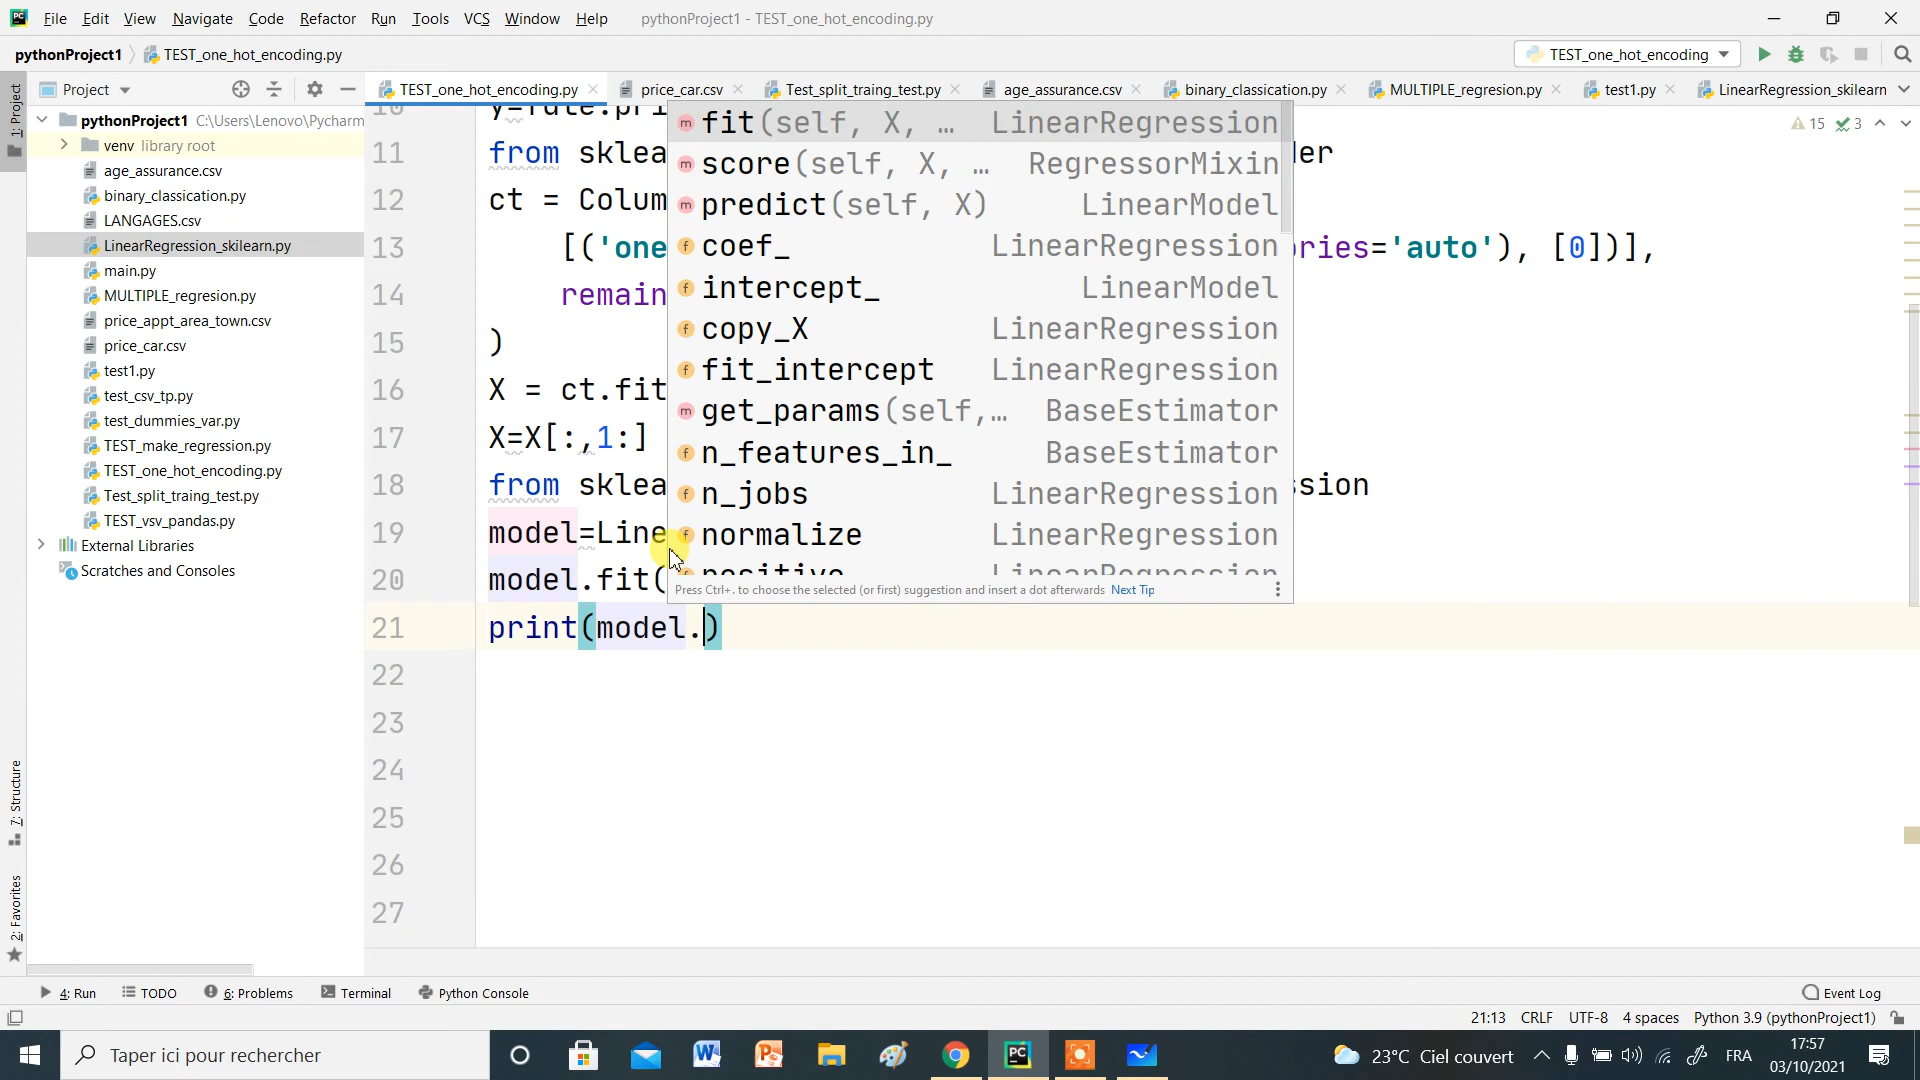 File Edit View Navigate Code Refactor Run Tools VCS Window Help pythonProject1 - TEST_one_hot_encoding.py
pythonProject1 TEST_one_hot_encoding.py TEST_one_hot_encoding
Project TEST_one_hot_encoding.py price_car.csv Test_split_traing_test.py age_assurance.csv binary_classication.py MULTIPLE_regresion.py test1.py LinearRegression_skilearn
1: Project
7: Structure
2: Favorites
pythonProject1 C:\Users\Lenovo\Pycharm
venv library root
age_assurance.csv
binary_classication.py
LANGAGES.csv
LinearRegression_skilearn.py
main.py
MULTIPLE_regresion.py
price_appt_area_town.csv
price_car.csv
test1.py
test_csv_tp.py
test_dummies_var.py
TEST_make_regression.py
TEST_one_hot_encoding.py
Test_split_traing_test.py
TEST_vsv_pandas.py
External Libraries
Scratches and Consoles
15 3
11 from sklea der
12 ct = Colum
13 [('one ries='auto'), [0])],
14 remain
15 )
16 X = ct.fit
17 X=X[:,1:]
18 from sklea ssion
19 model=Line
20 model.fit(
21 print(model.)
22
23
24
25
26
27
fit(self, X, … LinearRegression
score(self, X, … RegressorMixin
predict(self, X) LinearModel
coef_ LinearRegression
intercept_ LinearModel
copy_X LinearRegression
fit_intercept LinearRegression
get_params(self,… BaseEstimator
n_features_in_ BaseEstimator
n_jobs LinearRegression
normalize LinearRegression
positive LinearRegression
Press Ctrl+. to choose the selected (or first) suggestion and insert a dot afterwards Next Tip
4: Run TODO 6: Problems Terminal Python Console Event Log
21:13 CRLF UTF-8 4 spaces Python 3.9 (pythonProject1)
Taper ici pour rechercher 23°C Ciel couvert FRA 17:57
03/10/2021